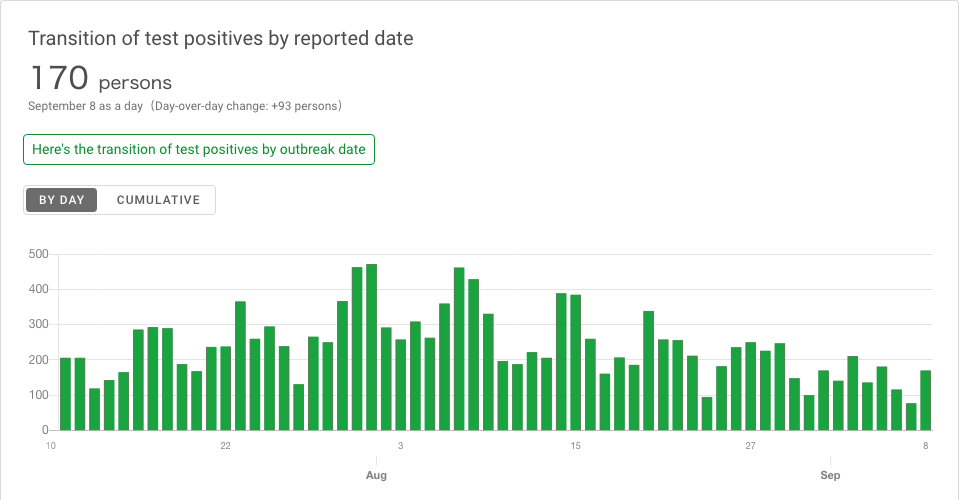 Transition of test positives by reported date
170 persons
September 8 as a day（Day-over-day change: +93 persons）
Here's the transition of test positives by outbreak date
BY DAY CUMULATIVE
500
400
300
200
100
0
10 22 3 15 27 8
Aug Sep